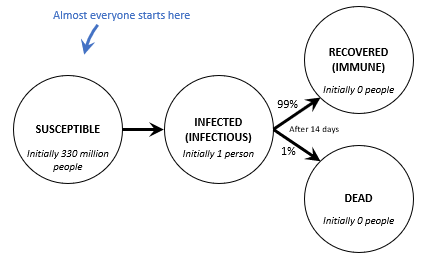 Almost everyone starts here
SUSCEPTIBLE
Initially 330 million
people
INFECTED
(INFECTIOUS)
Initially 1 person
99%
After 14 days
1%
RECOVERED
(IMMUNE)
Initially 0 people
DEAD
Initially 0 people